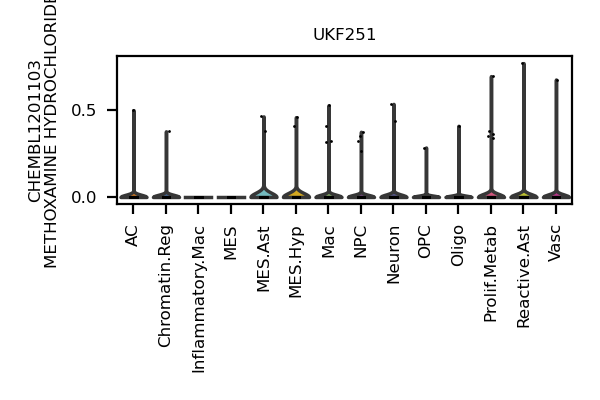 UKF251
CHEMBL1201103
METHOXAMINE HYDROCHLORIDE
0.5
0.0
AC
Chromatin.Reg
Inflammatory.Mac
MES
MES.Ast
MES.Hyp
Mac
NPC
Neuron
OPC
Oligo
Prolif.Metab
Reactive.Ast
Vasc